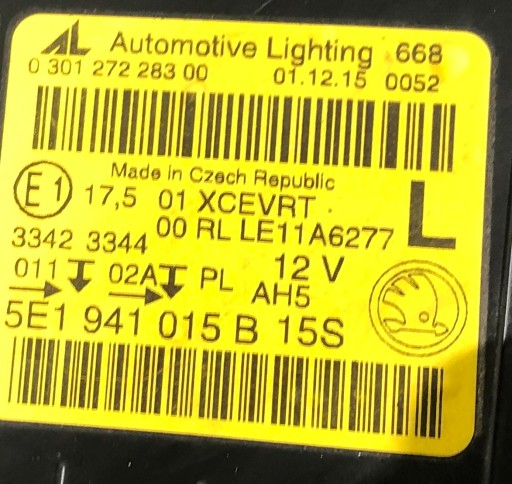 AL Automotive Lighting 668
0 301 272 283 00 01.12.15 0052
Made in Czech Republic
E1 17,5 01 XCEVRT L
3342 3344 00 RL LE11A6277
011 02A PL 12 V
AH5
5E1 941 015 B 15S